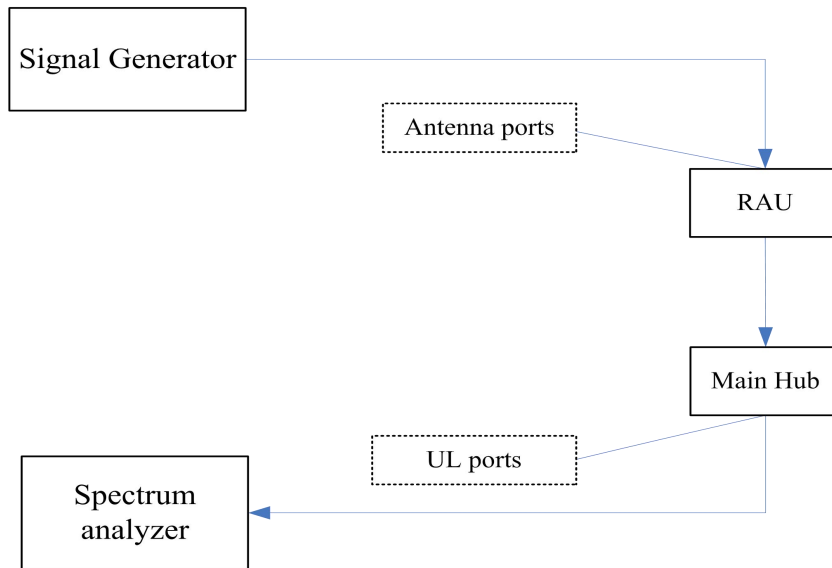 Signal Generator
Antenna ports
RAU
Main Hub
UL ports
Spectrum
analyzer